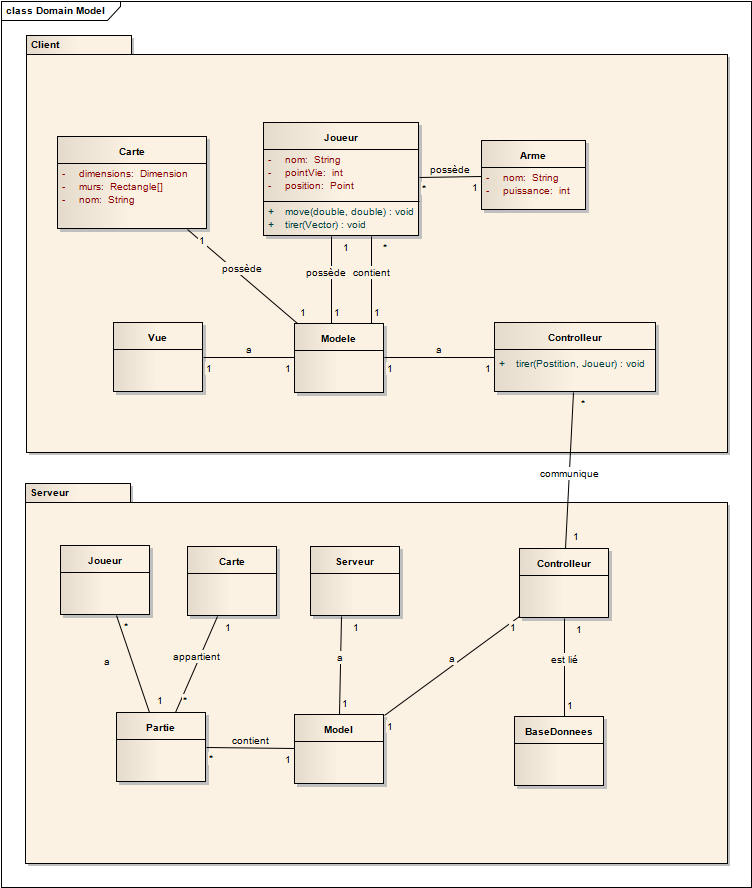 class Domain Model
Client
Carte
- dimensions: Dimension
- murs: Rectangle[]
- nom: String
Joueur
- nom: String
- pointVie: int
- position: Point
+ move(double, double) : void
+ tirer(Vector) : void
Arme
- nom: String
- puissance: int
possède
* 1
1
possède
1
1
possède
1
*
contient
1
Vue
a
1 1
Modele
a
1 1
Controlleur
+ tirer(Postition, Joueur) : void
*
communique
1
Serveur
Joueur
Carte
Serveur
Controlleur
*
a
1
1
appartient
*
1
a
1
1
a
1
1
est lié
1
Partie
contient
* 1
Model
BaseDonnees